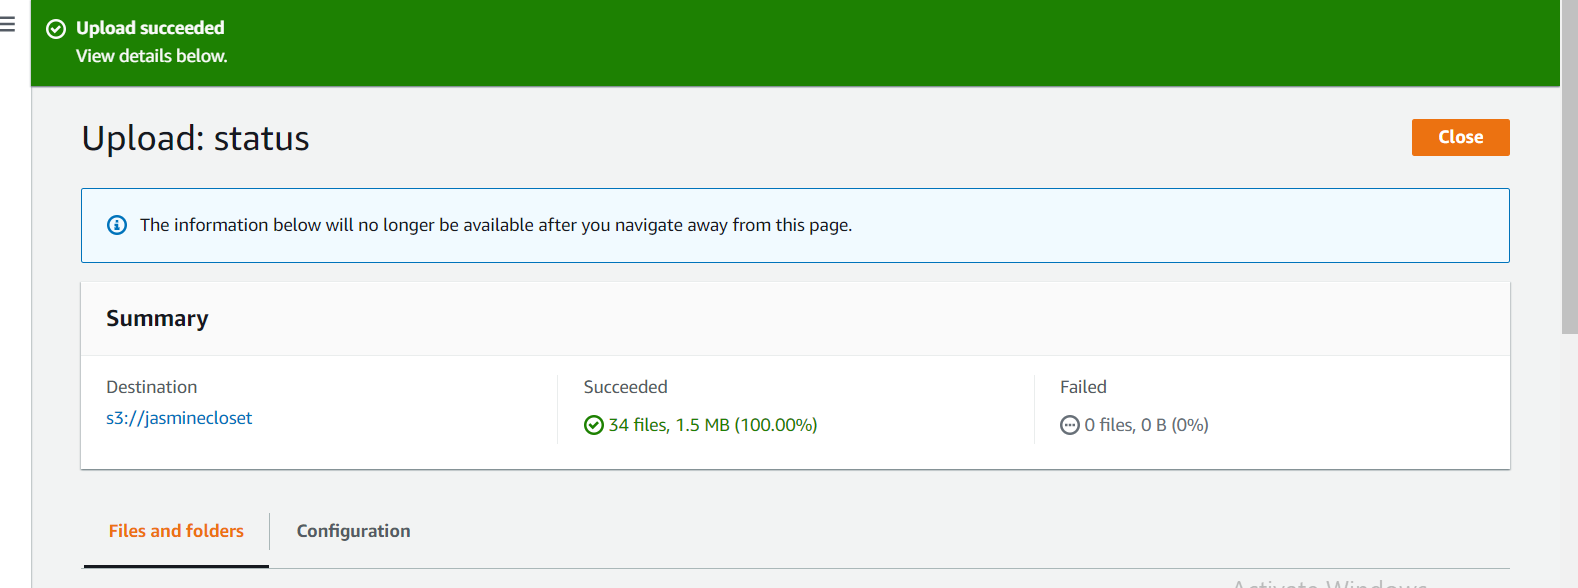 Upload succeeded
View details below.
Upload: status
Close
The information below will no longer be available after you navigate away from this page.
Summary
Destination
s3://jasminecloset
Succeeded
34 files, 1.5 MB (100.00%)
Failed
0 files, 0 B (0%)
Files and folders
Configuration
Activate Windows